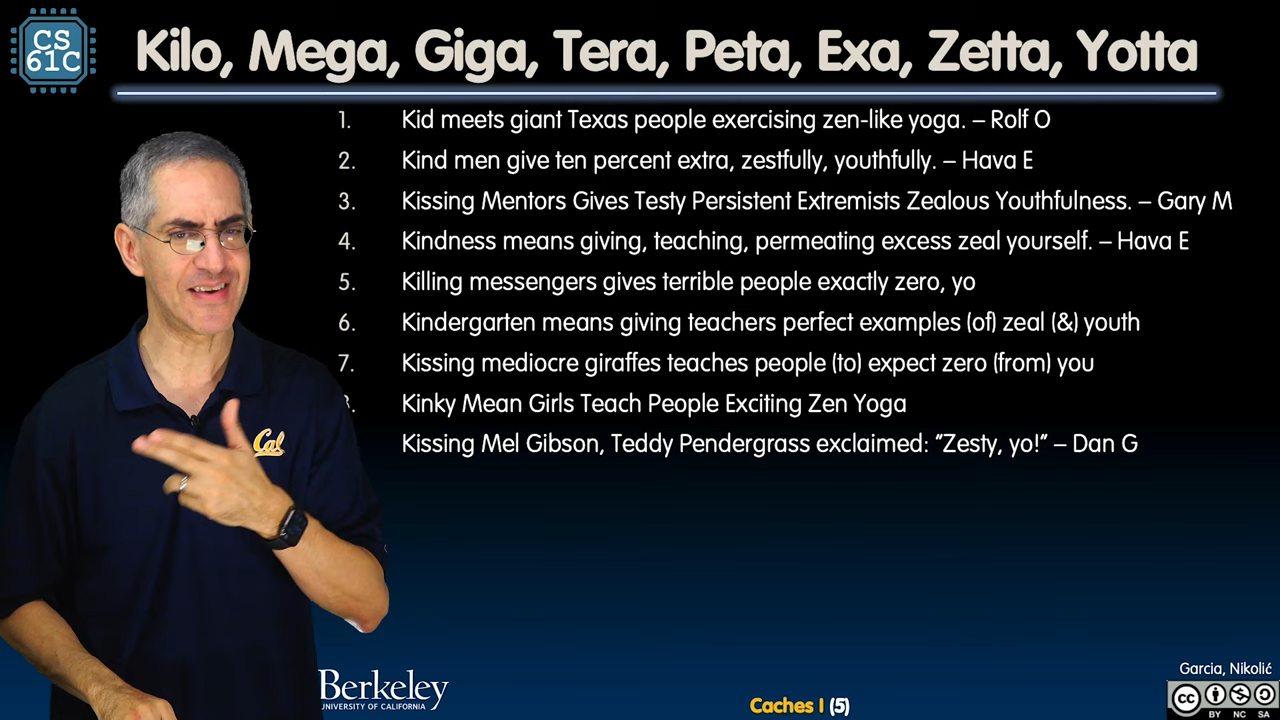 CS
61C
Kilo, Mega, Giga, Tera, Peta, Exa, Zetta, Yotta
1. Kid meets giant Texas people exercising zen-like yoga. – Rolf O
2. Kind men give ten percent extra, zestfully, youthfully. – Hava E
3. Kissing Mentors Gives Testy Persistent Extremists Zealous Youthfulness. – Gary M
4. Kindness means giving, teaching, permeating excess zeal yourself. – Hava E
5. Killing messengers gives terrible people exactly zero, yo
6. Kindergarten means giving teachers perfect examples (of) zeal (&) youth
7. Kissing mediocre giraffes teaches people (to) expect zero (from) you
Kinky Mean Girls Teach People Exciting Zen Yoga
Kissing Mel Gibson, Teddy Pendergrass exclaimed: "Zesty, yo!" – Dan G
Cal
Berkeley
UNIVERSITY OF CALIFORNIA
Caches I (5)
Garcia, Nikolić
cc
BY NC SA